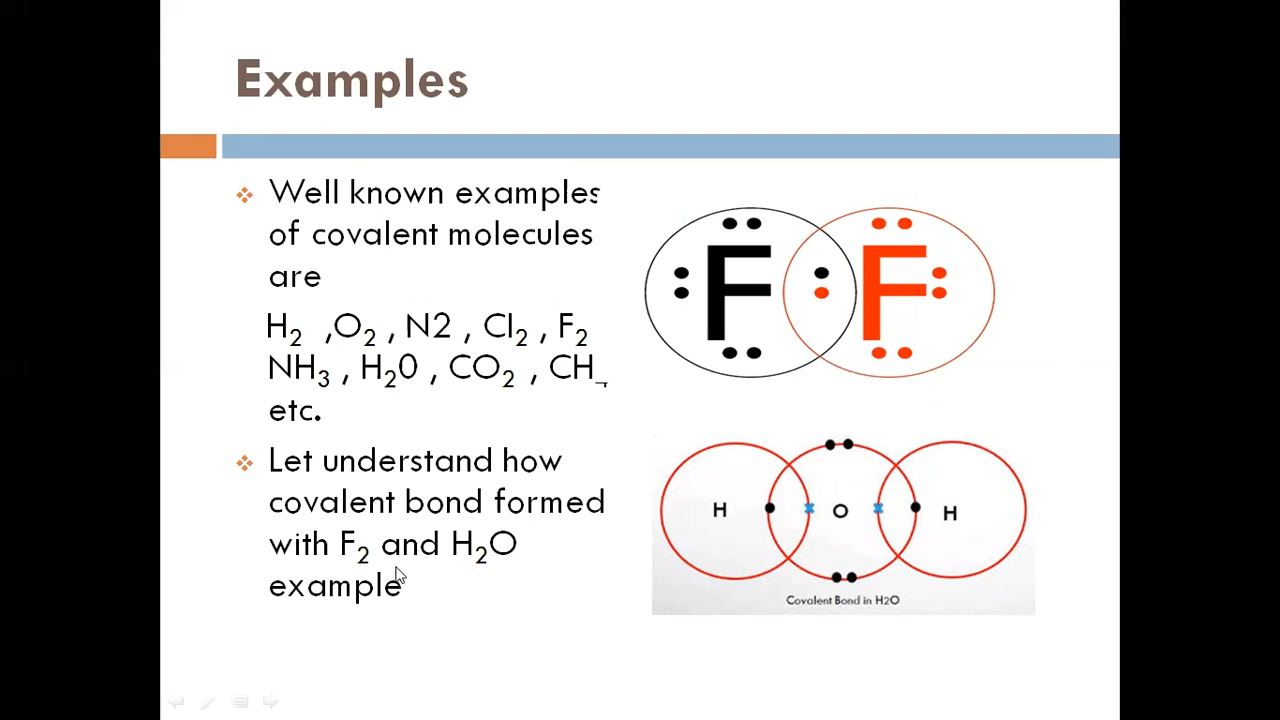 Examples
Well known examples
of covalent molecules
are
H₂ ,O₂ , N2 , Cl₂ , F₂
NH₃ , H₂0 , CO₂ , CH₄
etc.
Let understand how
covalent bond formed
with F₂ and H₂O
example
F F
H O H
Covalent Bond in H2O